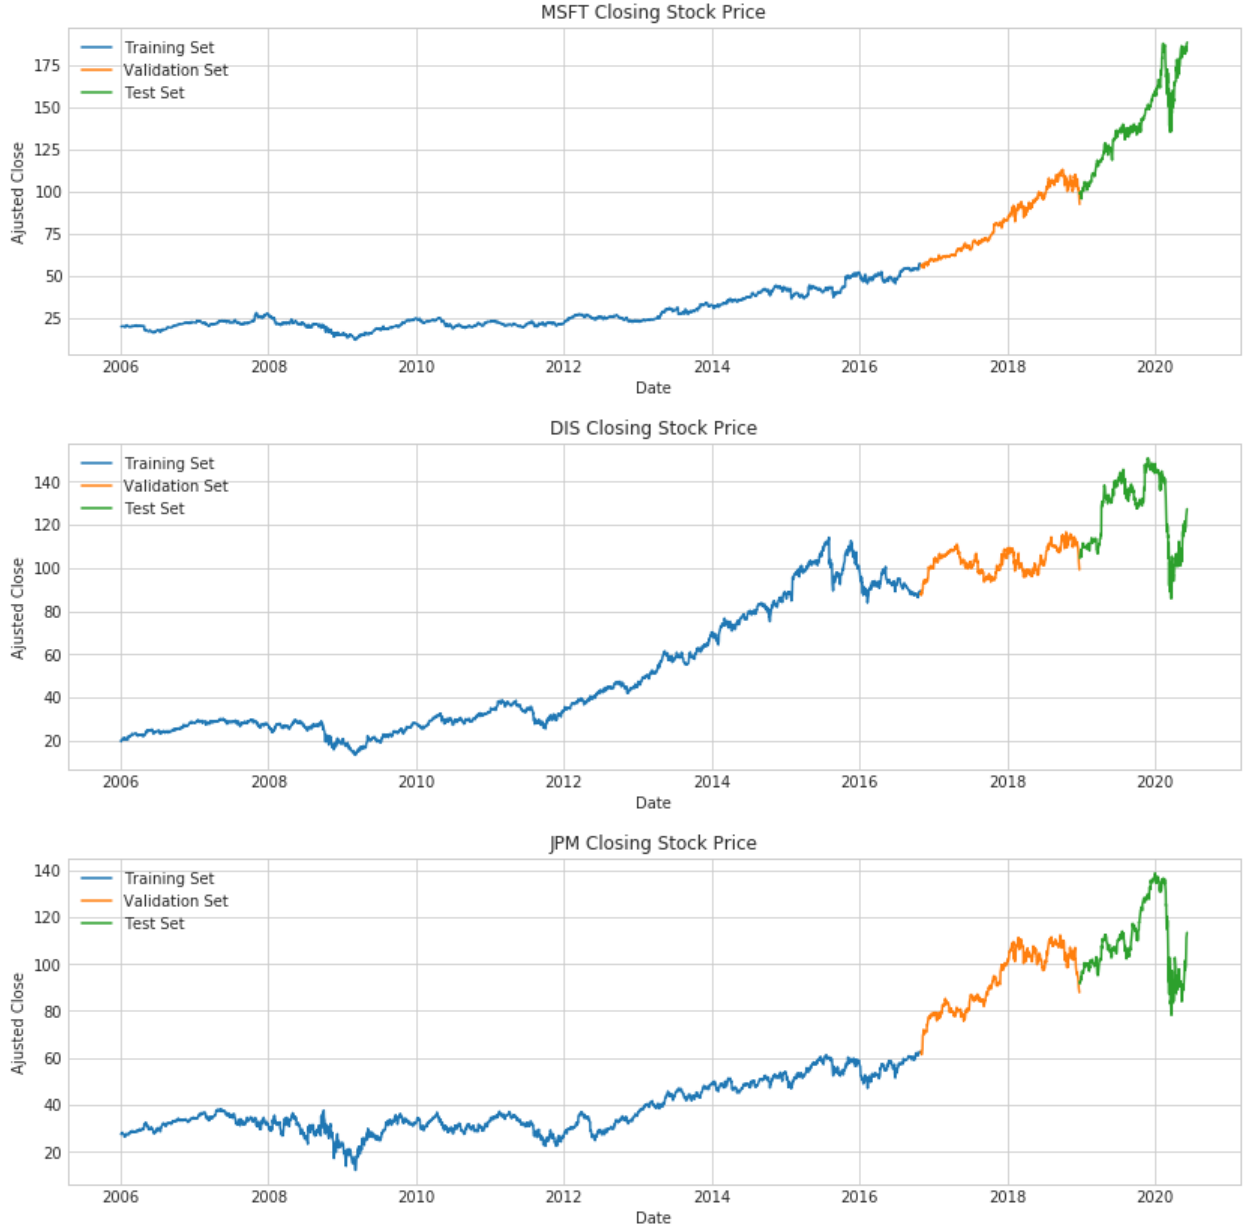 MSFT Closing Stock Price
Training Set
Validation Set
Test Set
175
150
125
100
75
50
25
Ajusted Close
2006 2008 2010 2012 2014 2016 2018 2020
Date
DIS Closing Stock Price
Training Set
Validation Set
Test Set
140
120
100
80
60
40
20
Ajusted Close
2006 2008 2010 2012 2014 2016 2018 2020
Date
JPM Closing Stock Price
Training Set
Validation Set
Test Set
140
120
100
80
60
40
20
Ajusted Close
2006 2008 2010 2012 2014 2016 2018 2020
Date